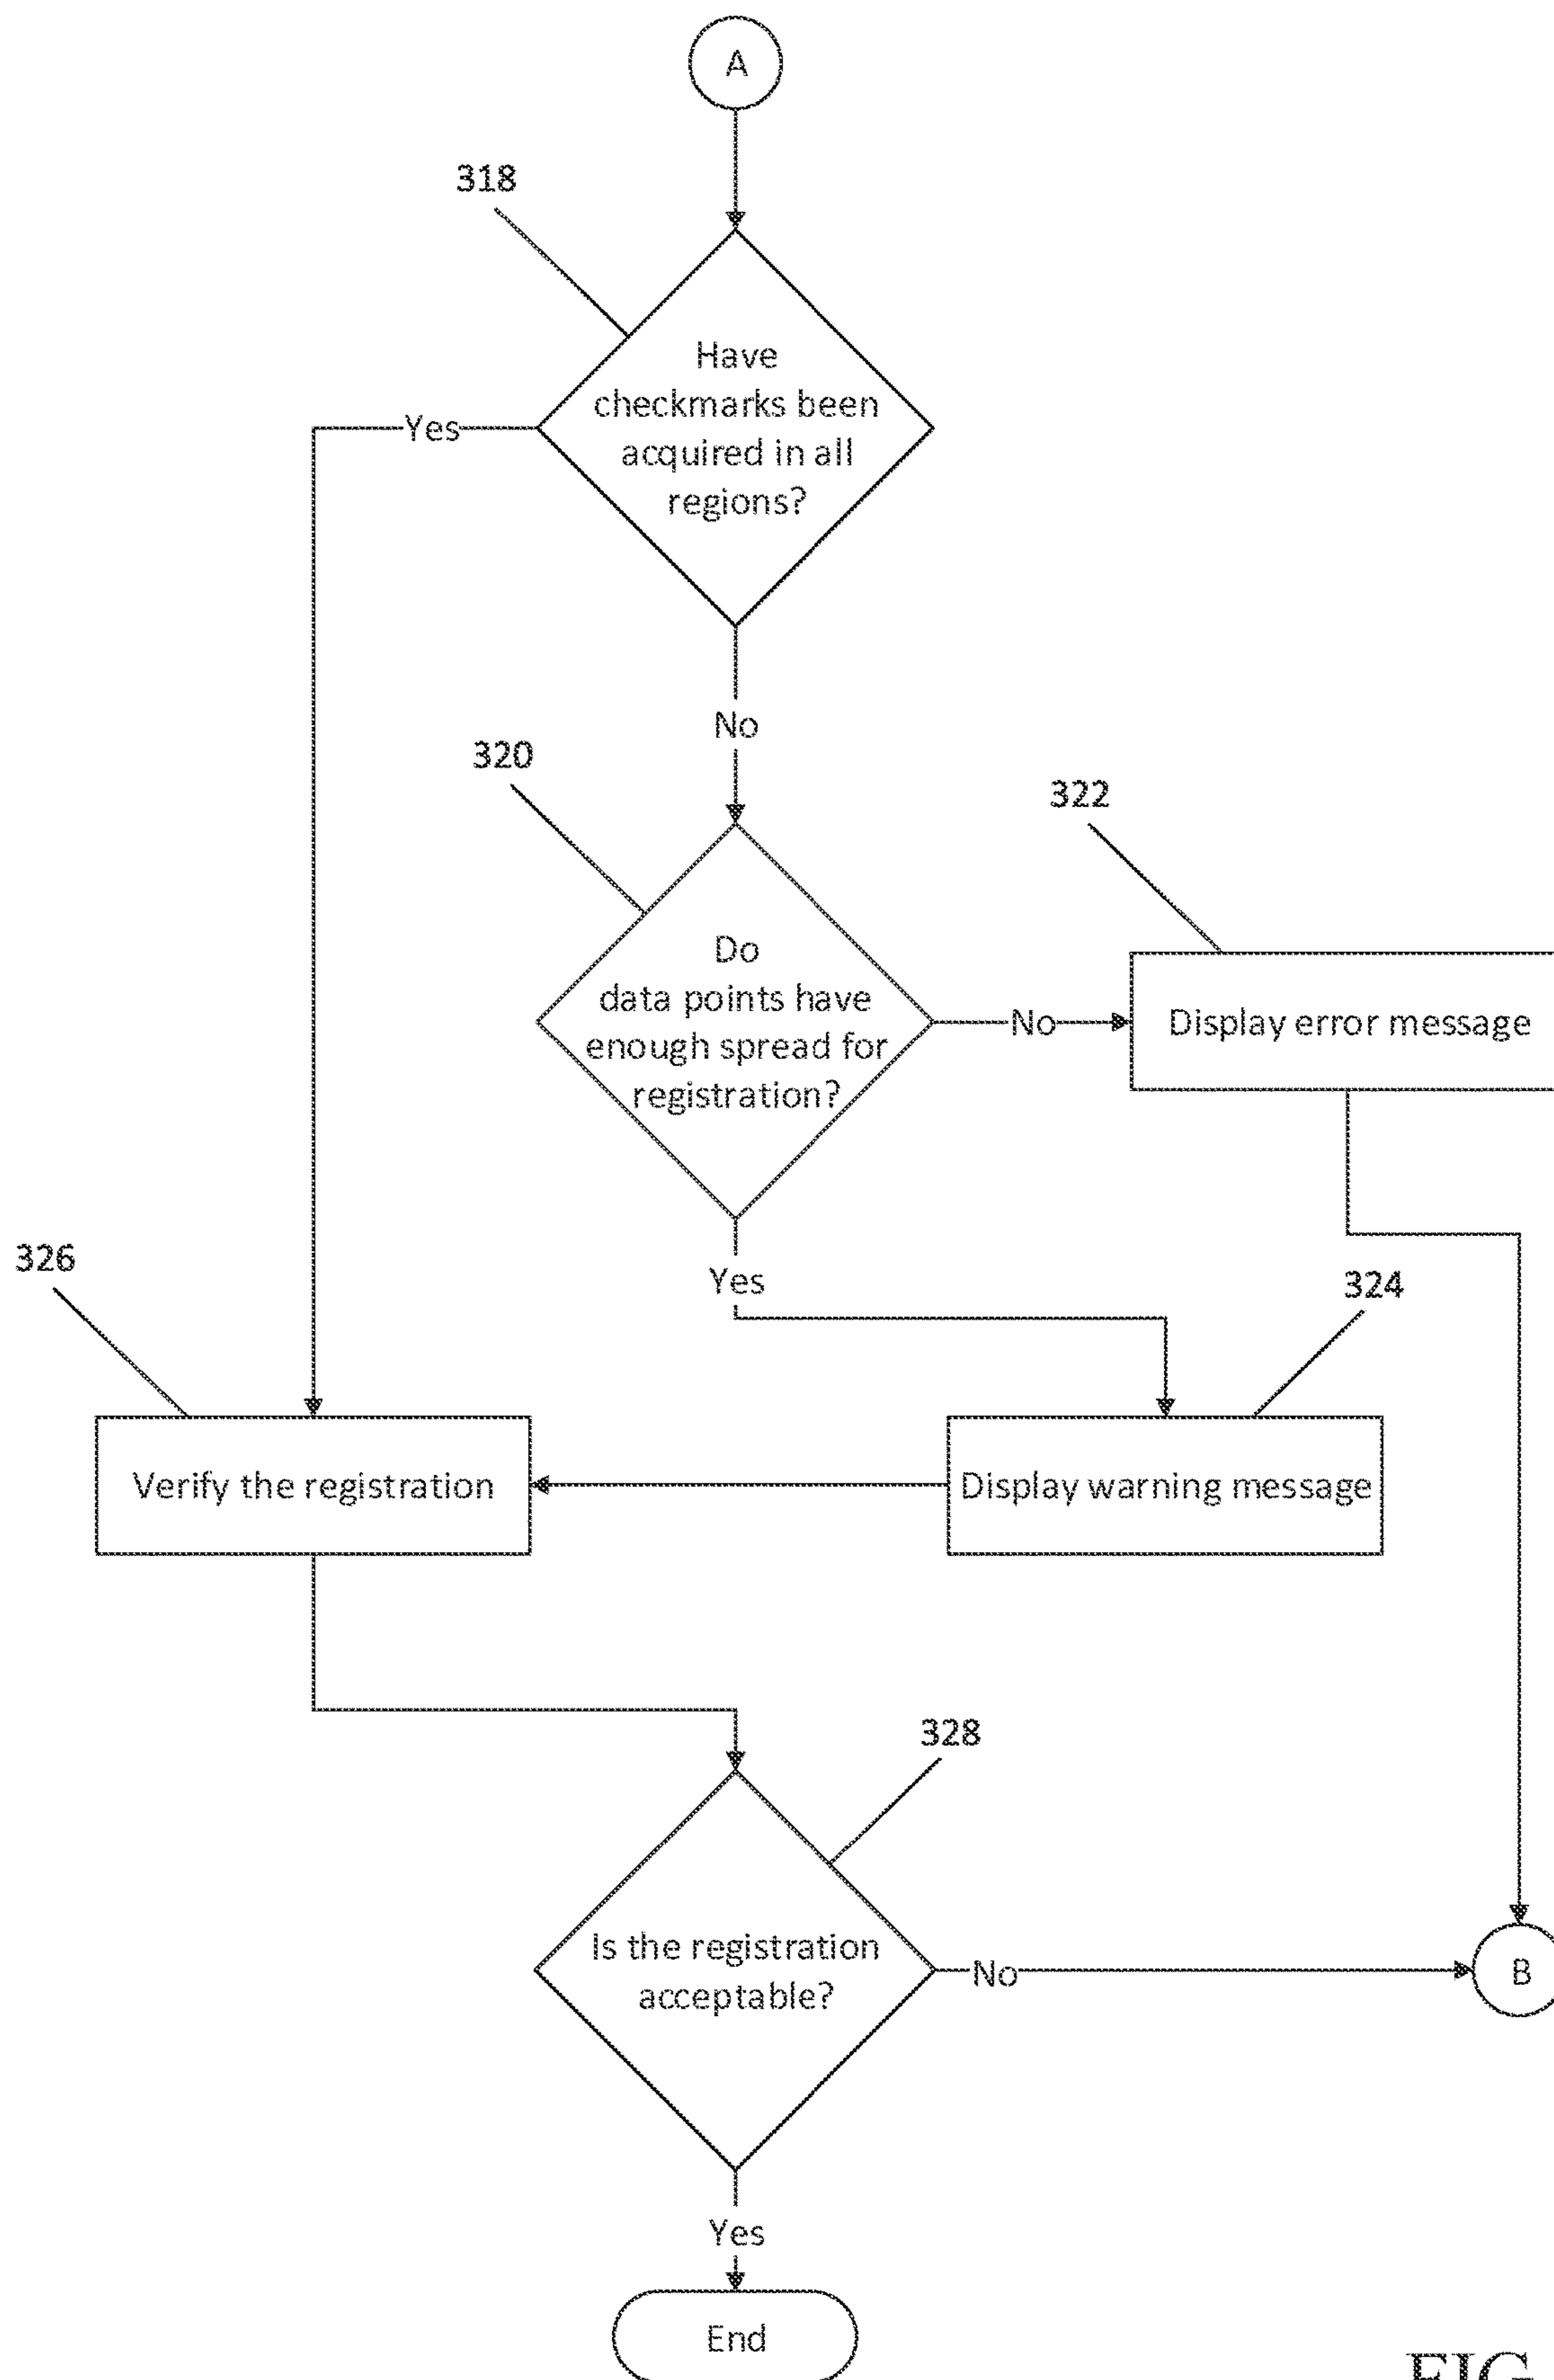 A
318
Have
checkmarks been
acquired in all
regions?
Yes
No
320
322
Do
data points have
enough spread for
registration?
No
Display error message
326
Yes
324
Verify the registration
Display warning message
328
Is the registration
acceptable?
No
B
Yes
End
FIG